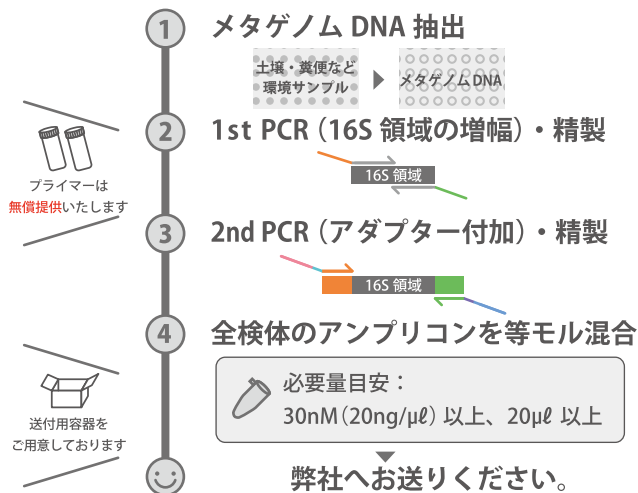 1
メタゲノム DNA 抽出
土壌・糞便など
環境サンプル
メタゲノム DNA
2
1st PCR（16S 領域の増幅）・精製
16S 領域
プライマーは
無償提供いたします
3
2nd PCR（アダプター付加）・精製
16S 領域
4
全検体のアンプリコンを等モル混合
必要量目安：
30nM（20ng/μℓ）以上、20μℓ 以上
送付用容器を
ご用意しております
弊社へお送りください。